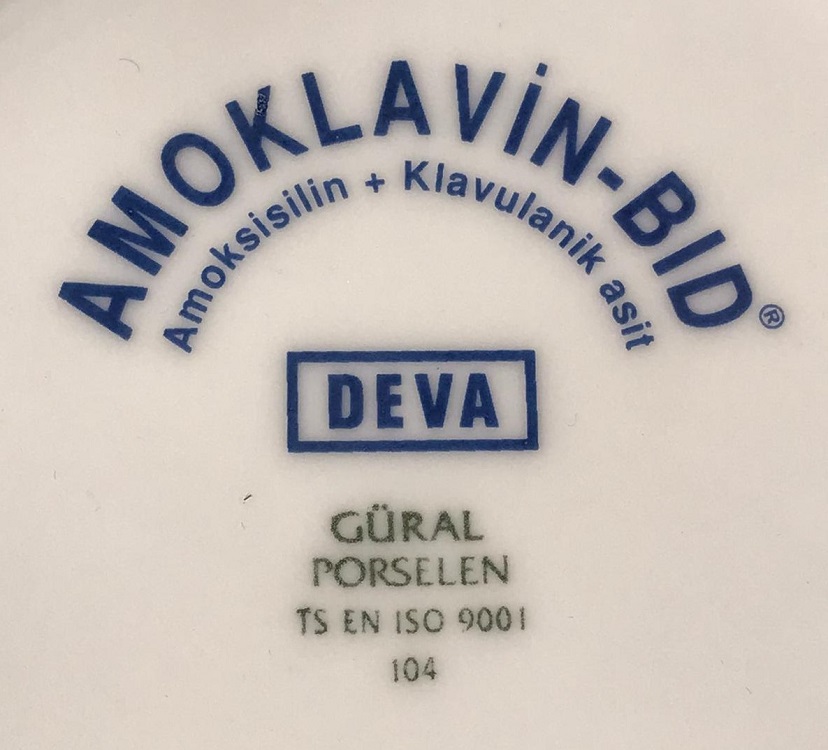 AMOKLAVİN-BID®
Amoksisilin + Klavulanik asit
DEVA
GÜRAL
PORSELEN
TS EN ISO 9001
104